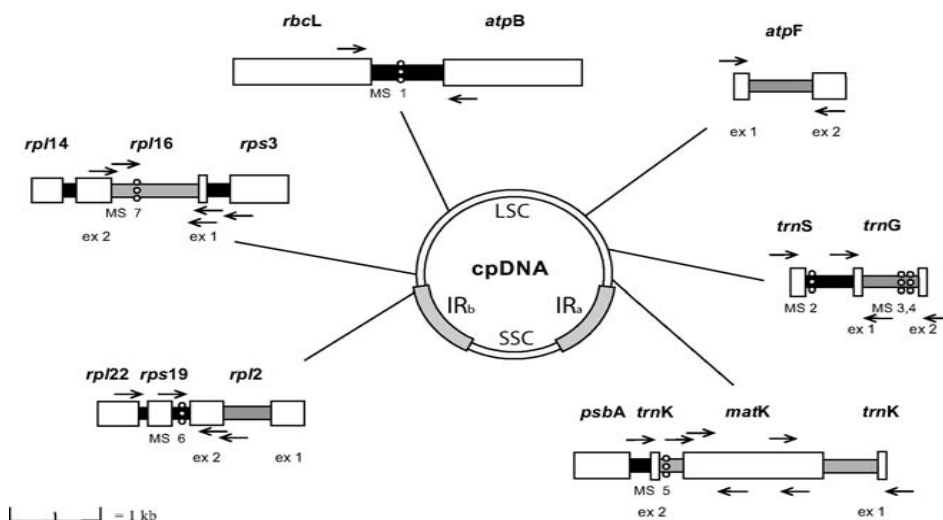 rbcL atpB
MS 1
atpF
ex 1 ex 2
rpl14 rpl16 rps3
MS 7
ex 2 ex 1
trnS trnG
MS 2 MS 3,4
ex 1 ex 2
LSC
cpDNA
IRb IRa
SSC
rpl22 rps19 rpl2
MS 6
ex 2 ex 1
psbA trnK matK trnK
MS 5
ex 2 ex 1
= 1 kb